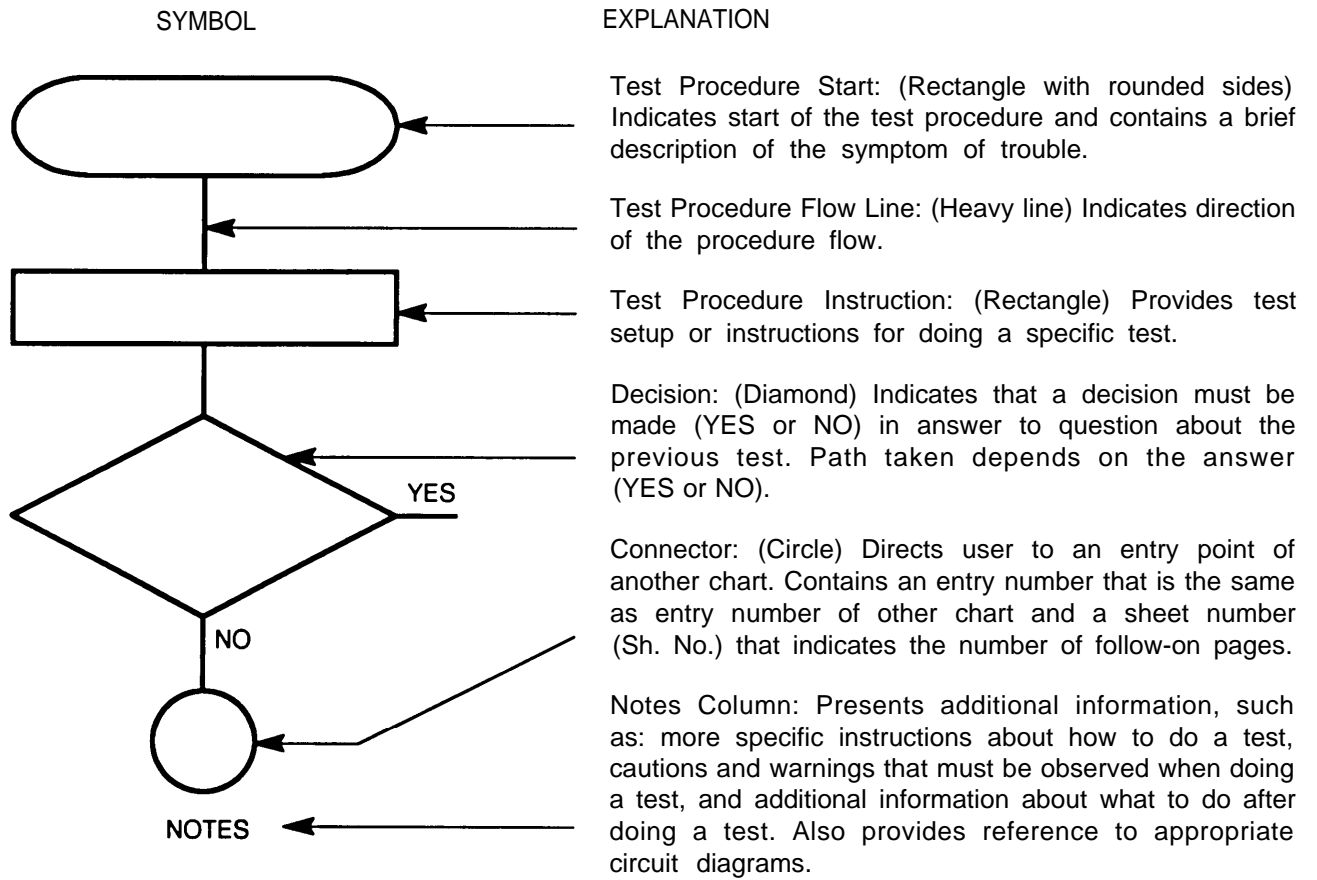 SYMBOL
EXPLANATION
Test Procedure Start: (Rectangle with rounded sides)
Indicates start of the test procedure and contains a brief
description of the symptom of trouble.
Test Procedure Flow Line: (Heavy line) Indicates direction
of the procedure flow.
Test Procedure Instruction: (Rectangle) Provides test
setup or instructions for doing a specific test.
Decision: (Diamond) Indicates that a decision must be
made (YES or NO) in answer to question about the
previous test. Path taken depends on the answer
(YES or NO).
YES
Connector: (Circle) Directs user to an entry point of
another chart. Contains an entry number that is the same
as entry number of other chart and a sheet number
(Sh. No.) that indicates the number of follow-on pages.
NO
Notes Column: Presents additional information, such
as: more specific instructions about how to do a test,
cautions and warnings that must be observed when doing
a test, and additional information about what to do after
doing a test. Also provides reference to appropriate
circuit diagrams.
NOTES